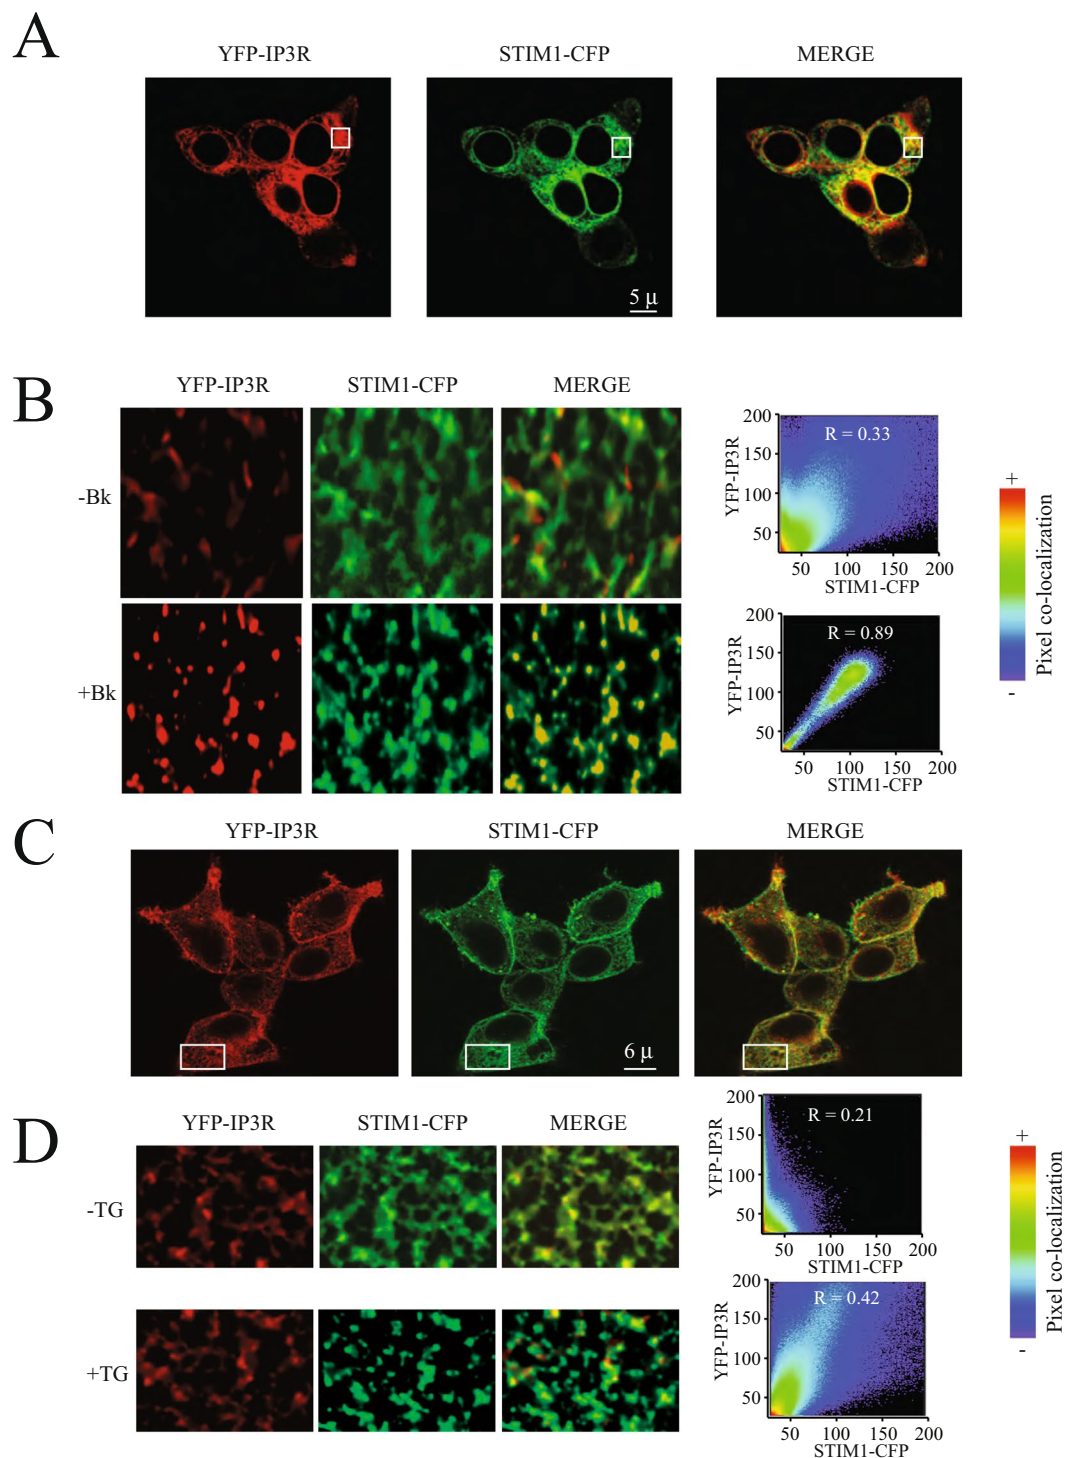 A
YFP-IP3R STIM1-CFP MERGE
5 μ
B
YFP-IP3R STIM1-CFP MERGE
-Bk
+Bk
200
150
100
50
YFP-IP3R
R = 0.33
50 100 150 200
STIM1-CFP
200
150
100
50
YFP-IP3R
R = 0.89
50 100 150 200
STIM1-CFP
+
Pixel co-localization
-
C
YFP-IP3R STIM1-CFP MERGE
6 μ
D
YFP-IP3R STIM1-CFP MERGE
-TG
+TG
200
150
100
50
YFP-IP3R
R = 0.21
50 100 150 200
STIM1-CFP
200
150
100
50
YFP-IP3R
R = 0.42
50 100 150 200
STIM1-CFP
+
Pixel co-localization
-